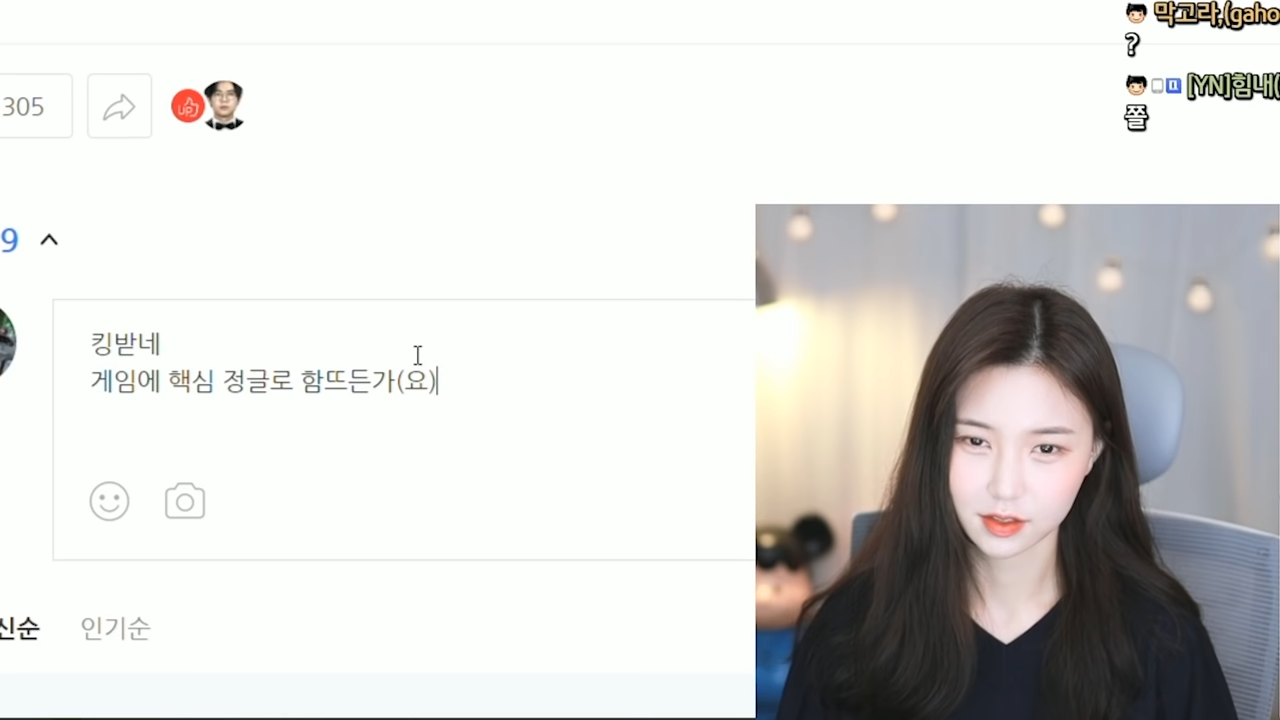 막고라,(gaho
?
[YN]힘내(
쫄
305
UP
9
킹받네
게임에 핵심 정글로 함뜨든가(요)
신순
인기순